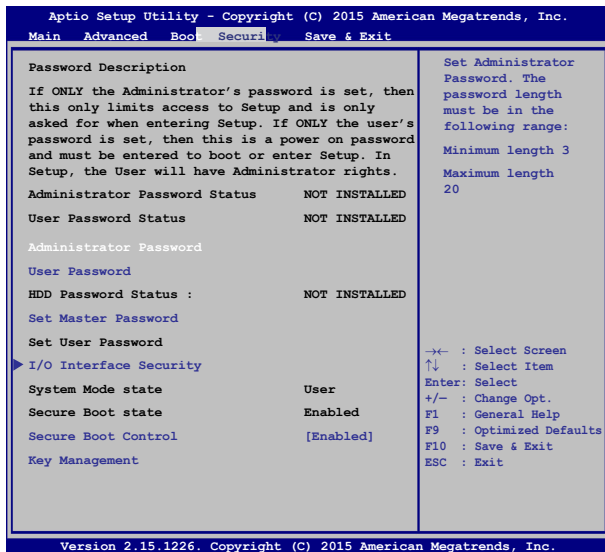 Aptio Setup Utility - Copyright (C) 2015 American Megatrends, Inc.
Main Advanced Boot Security Save & Exit
Password Description
If ONLY the Administrator's password is set, then
this only limits access to Setup and is only
asked for when entering Setup. If ONLY the user's
password is set, then this is a power on password
and must be entered to boot or enter Setup. In
Setup, the User will have Administrator rights.
Administrator Password Status NOT INSTALLED
User Password Status NOT INSTALLED
Administrator Password
User Password
HDD Password Status : NOT INSTALLED
Set Master Password
Set User Password
I/O Interface Security
System Mode state User
Secure Boot state Enabled
Secure Boot Control [Enabled]
Key Management
Set Administrator
Password. The
password length
must be in the
following range:
Minimum length 3
Maximum length
20
→← : Select Screen
↑↓ : Select Item
Enter: Select
+/− : Change Opt.
F1 : General Help
F9 : Optimized Defaults
F10 : Save & Exit
ESC : Exit
Version 2.15.1226. Copyright (C) 2015 American Megatrends, Inc.